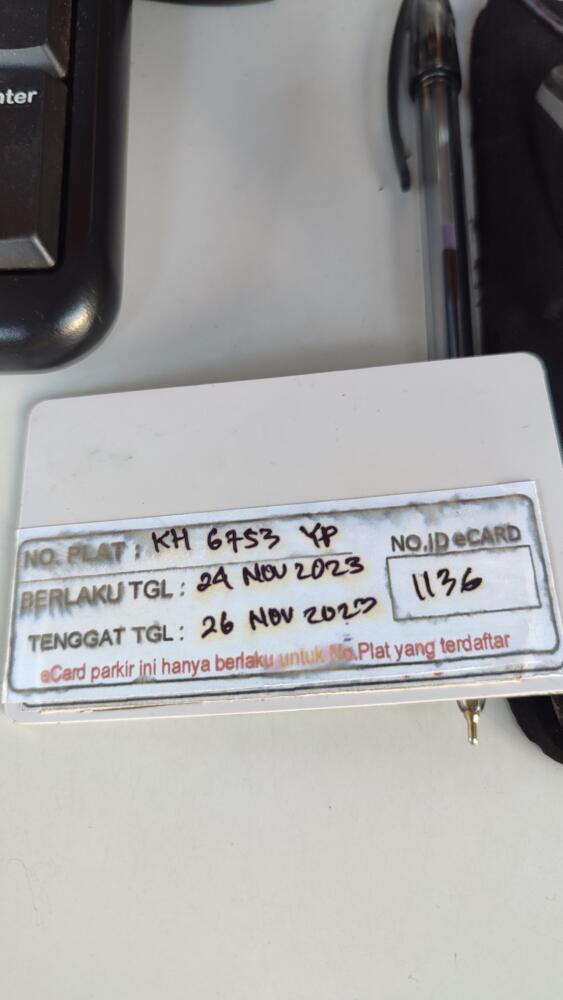 nter
NO. PLAT : KH 6753 YP
NO.ID eCARD
BERLAKU TGL : 24 NOV 2023
1136
TENGGAT TGL : 26 NOV 2023
eCard parkir ini hanya berlaku untuk No.Plat yang terdaftar